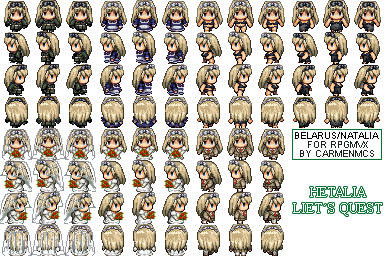 BELARUS/NATALIA
FOR RPGMVX
BY CARMENMCS
HETALIA
LIET'S QUEST